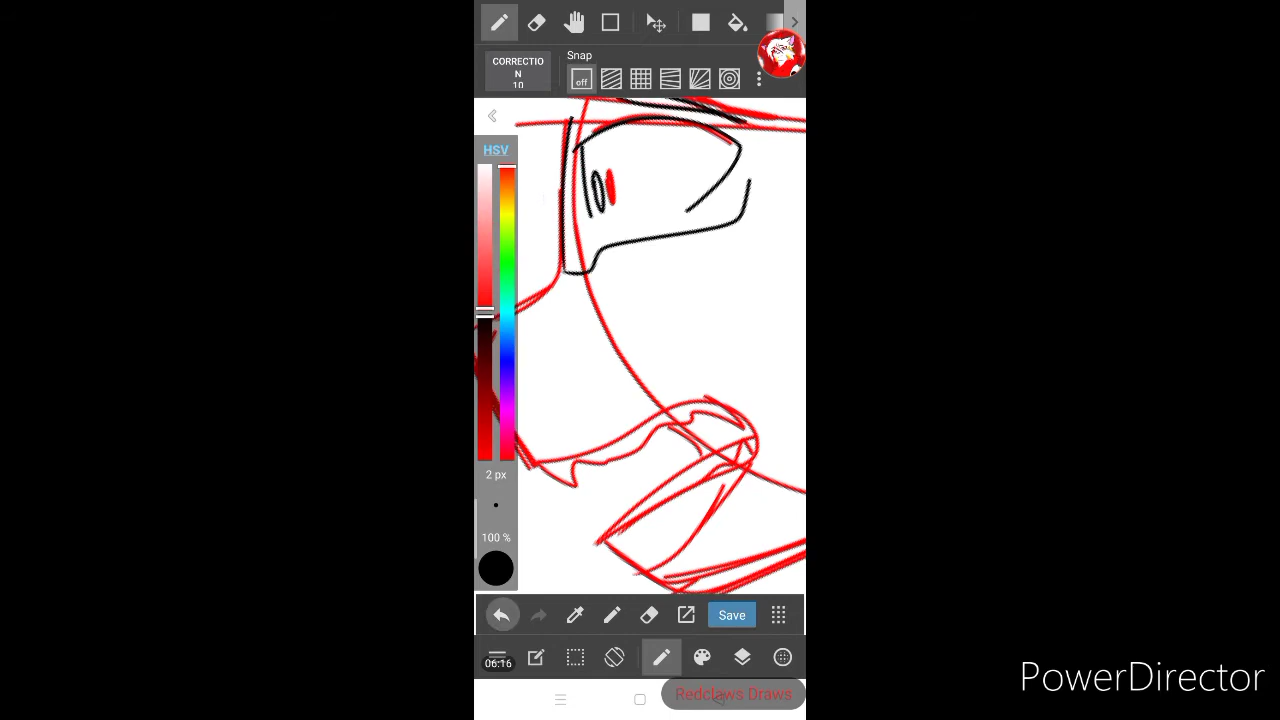 Snap
CORRECTIO
N
10
off
HSV
2 px
100 %
Save
06:16
Redclaws Draws
PowerDirector